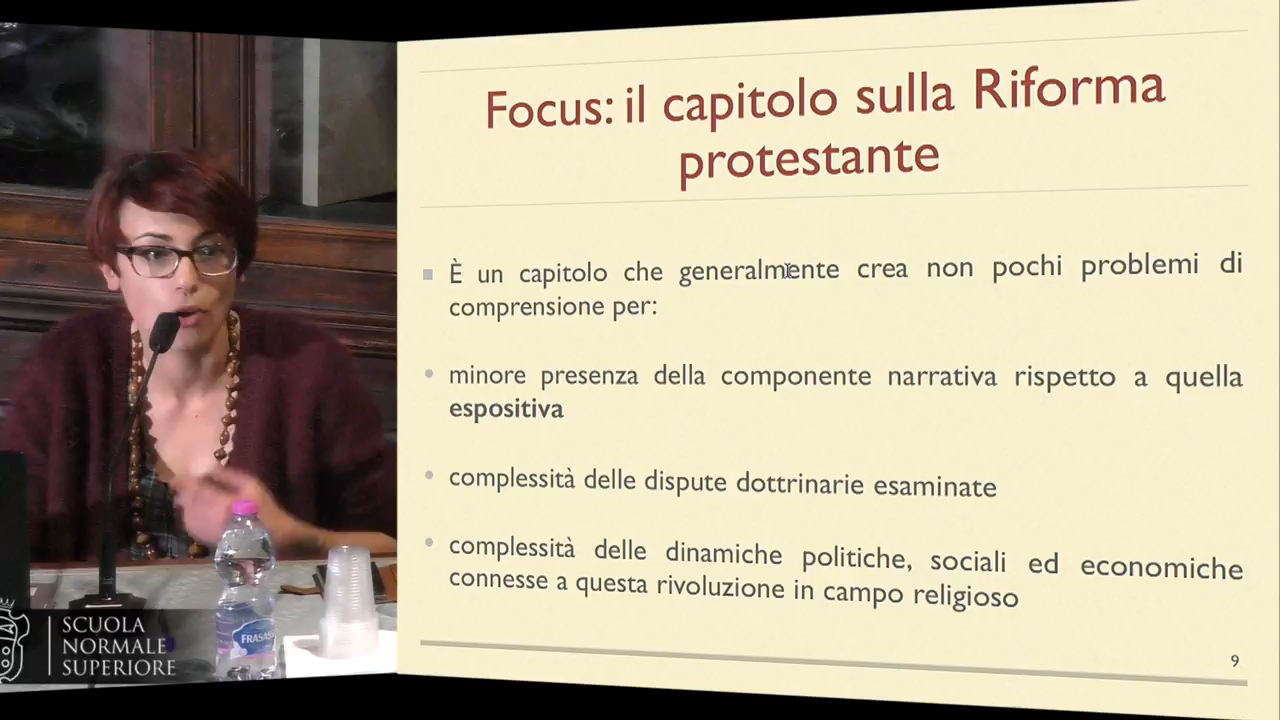 Focus: il capitolo sulla Riforma
protestante
È un capitolo che generalmente crea non pochi problemi di
comprensione per:
minore presenza della componente narrativa rispetto a quella
espositiva
complessità delle dispute dottrinarie esaminate
complessità delle dinamiche politiche, sociali ed economiche
connesse a questa rivoluzione in campo religioso
9
FRASASSI
SCUOLA
NORMALE
SUPERIORE